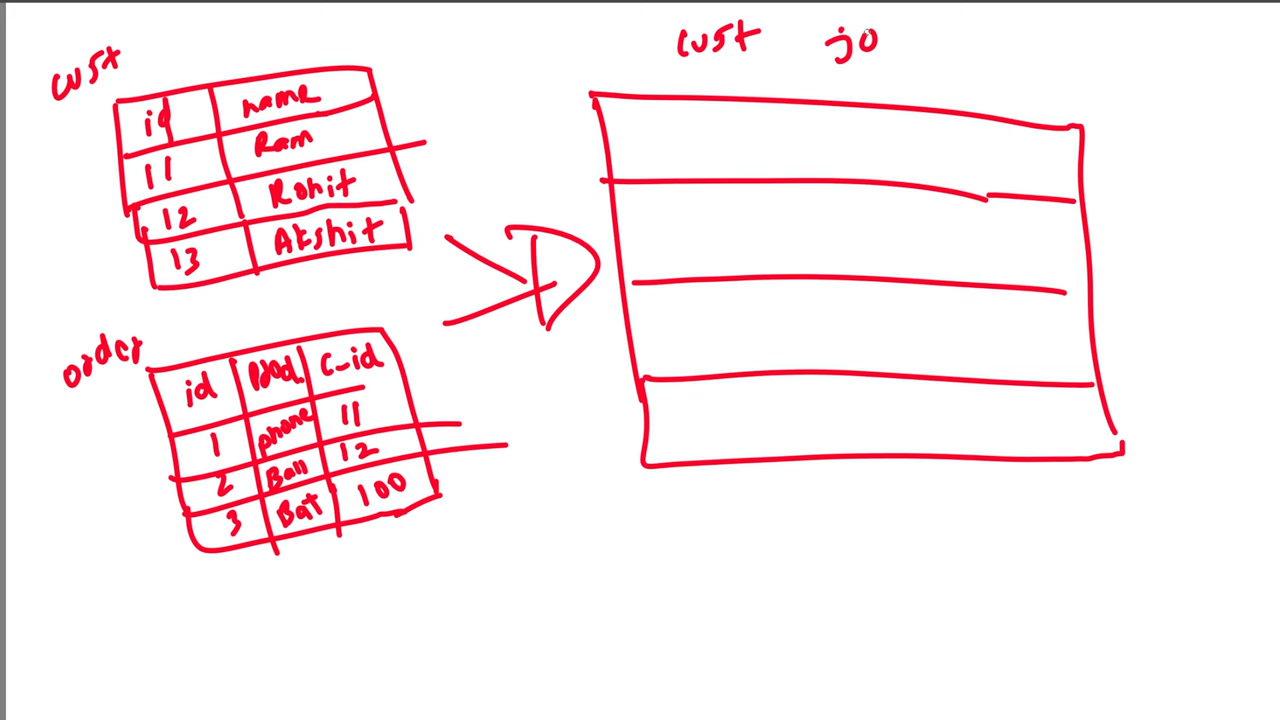 cust jo
cust
id name
11 Ram
12 Rohit
13 Akshit
order
id Prod. C-id
1 phone 11
2 Ball 12
3 Bat 100